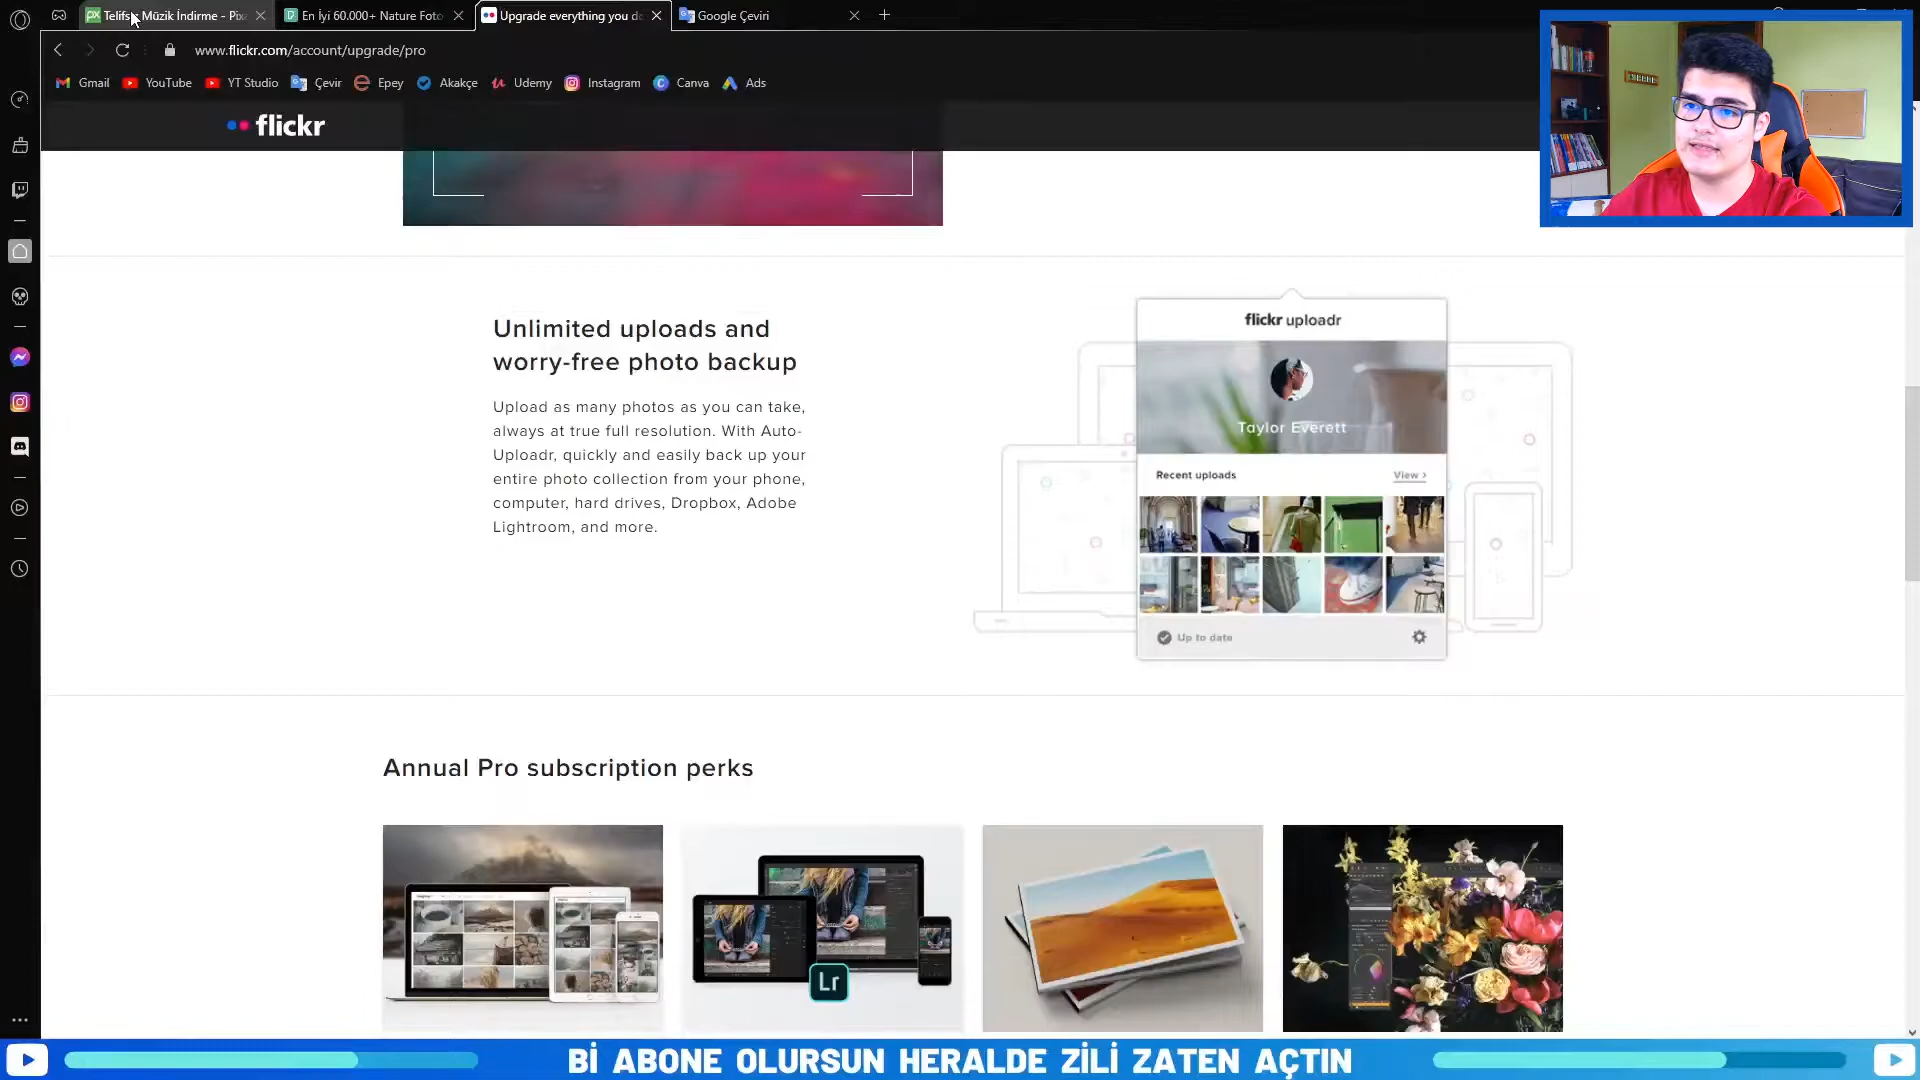 Telifsiz Müzik İndirme - Pix
En İyi 60.000+ Nature Foto
Upgrade everything you do
Google Çeviri
www.flickr.com/account/upgrade/pro
Gmail
YouTube
YT Studio
Çevir
Epey
Akakçe
Udemy
Instagram
Canva
Ads
flickr
Unlimited uploads and
worry-free photo backup
Upload as many photos as you can take,
always at true full resolution. With Auto-
Uploadr, quickly and easily back up your
entire photo collection from your phone,
computer, hard drives, Dropbox, Adobe
Lightroom, and more.
flickr uploadr
Taylor Everett
Recent uploads
View >
Up to date
Annual Pro subscription perks
Lr
Bİ ABONE OLURSUN HERALDE ZİLİ ZATEN AÇTIN